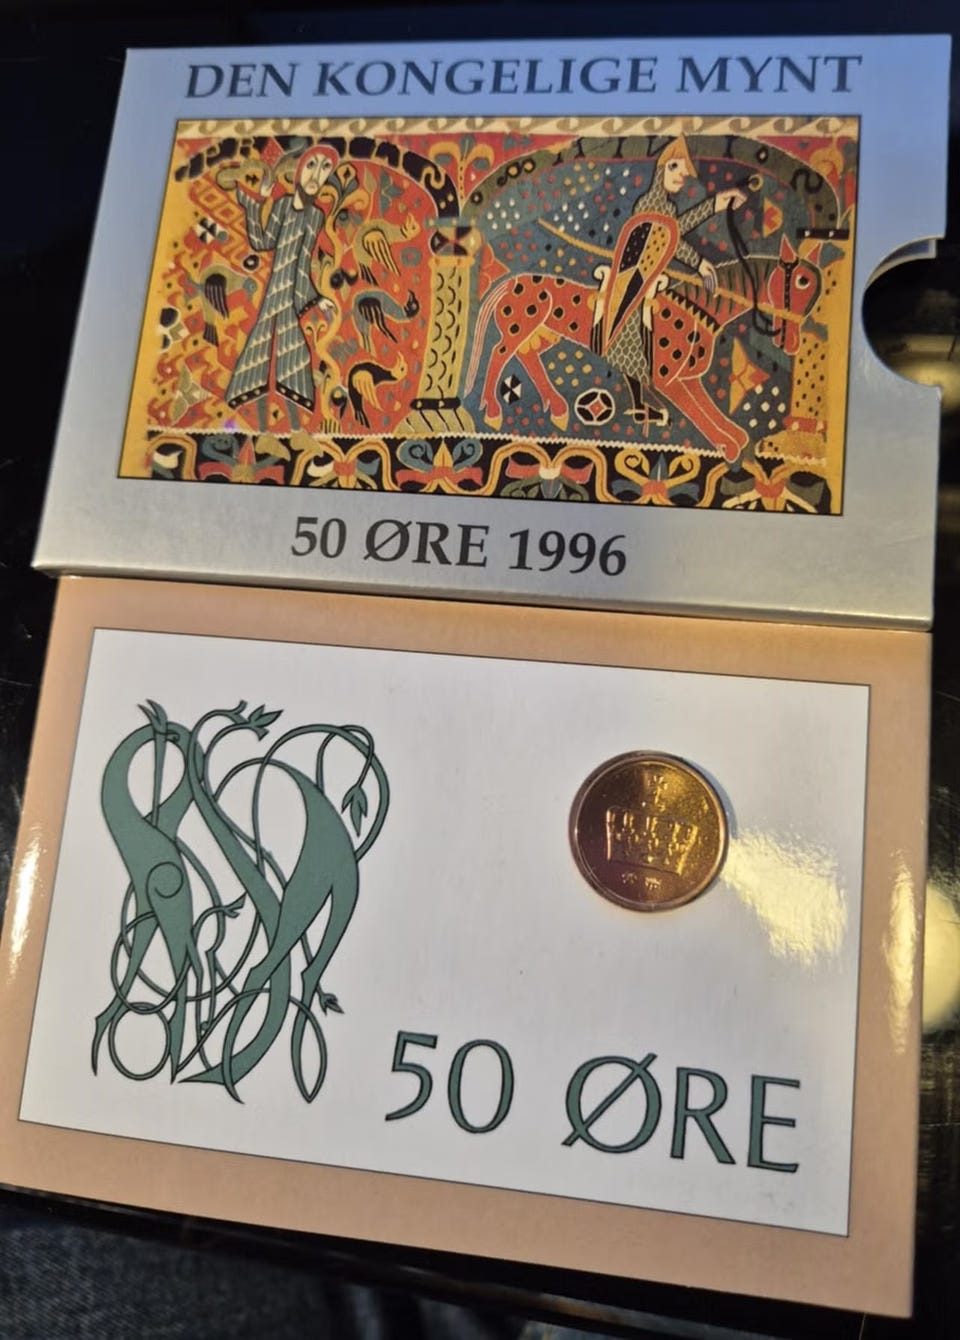 DEN KONGELIGE MYNT
50 ØRE 1996
50 ØRE